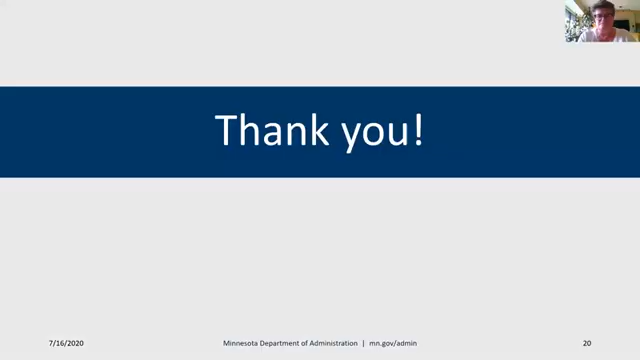 Thank you!
7/16/2020
Minnesota Department of Administration | mn.gov/admin
20